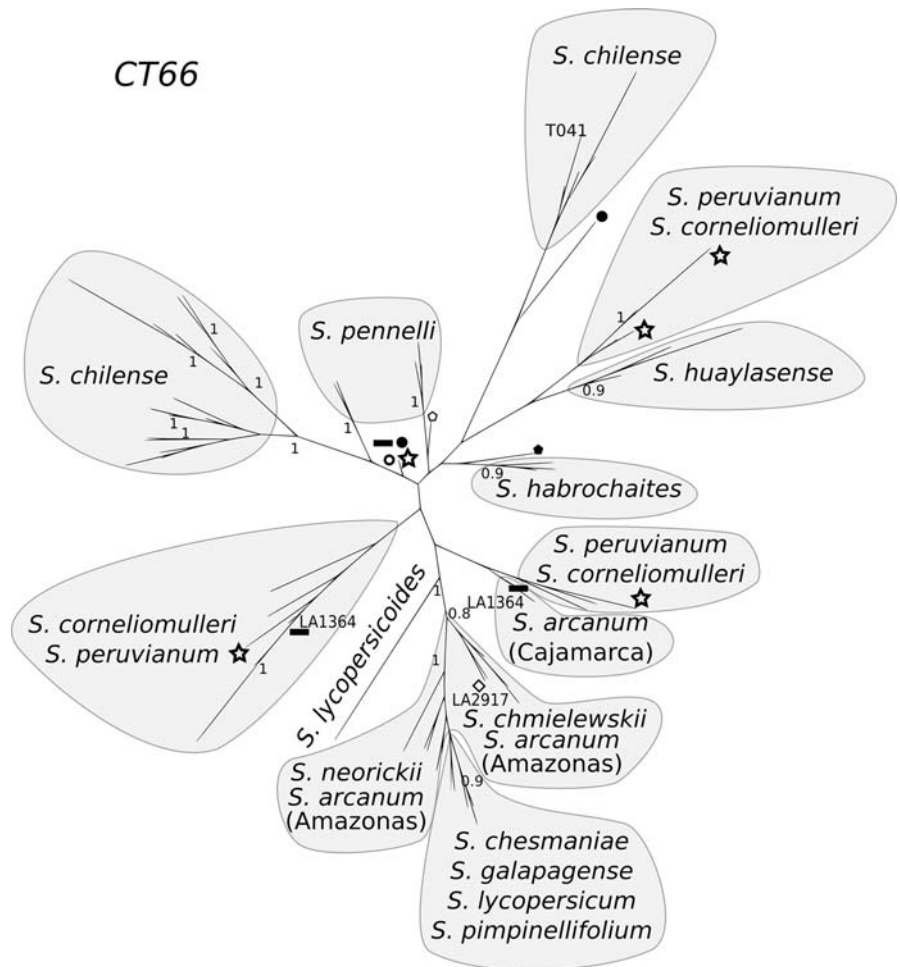 CT66
S. chilense
T041
S. peruvianum
S. corneliomulleri
1
S. huaylasense
0.9
S. pennelli
1
1
S. chilense
1
1
1
1
1
1
0.9
S. habrochaites
S. peruvianum
S. corneliomulleri
LA1364
S. arcanum
(Cajamarca)
S. corneliomulleri
LA1364
S. peruvianum
1
S. lycopersicoides
1
0.8
1
LA2917
S. chmielewskii
S. arcanum
(Amazonas)
S. neorickii
S. arcanum
(Amazonas)
0.9
S. chesmaniae
S. galapagense
S. lycopersicum
S. pimpinellifolium